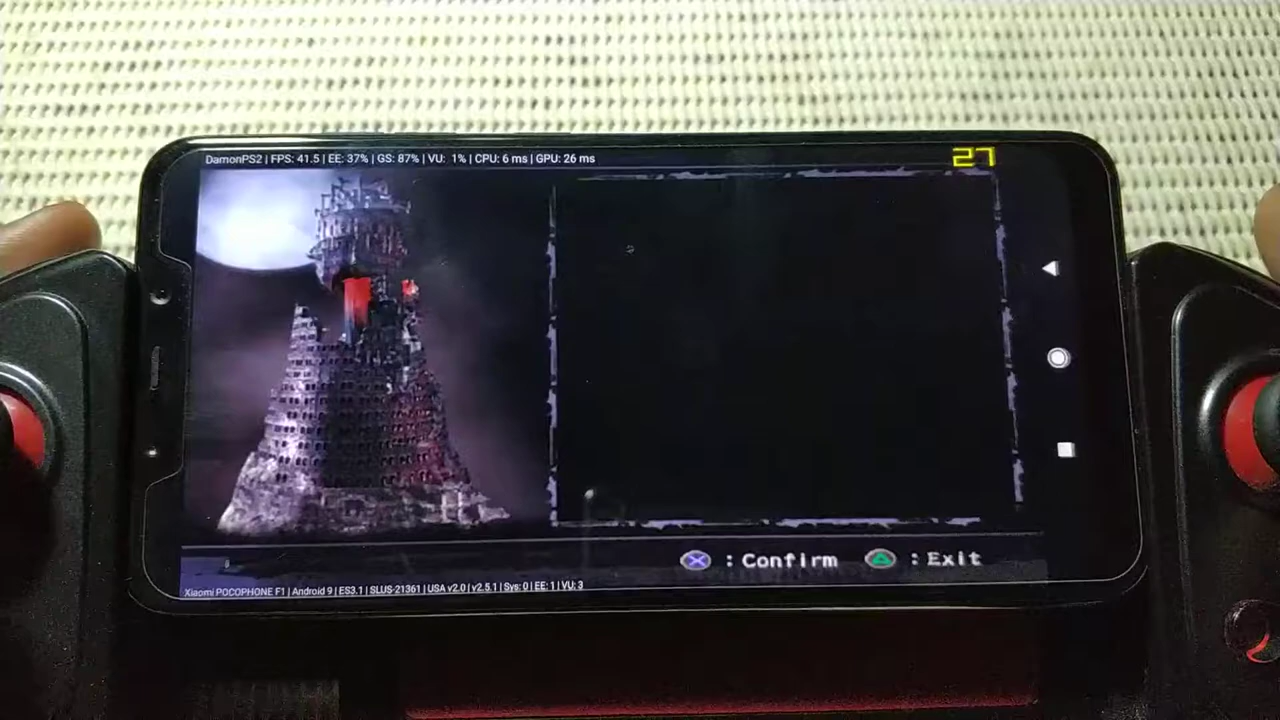 DamonPS2 | FPS: 41.5 | EE: 37% | GS: 87% | VU: 1% | CPU: 6 ms | GPU: 26 ms
27
: Confirm : Exit
Xiaomi POCOPHONE F1 | Android 9 | ES3.1 | SLUS-21361 | USA v2.0 | v2.5.1 | Sys: 0 | EE: 1 | VU: 3